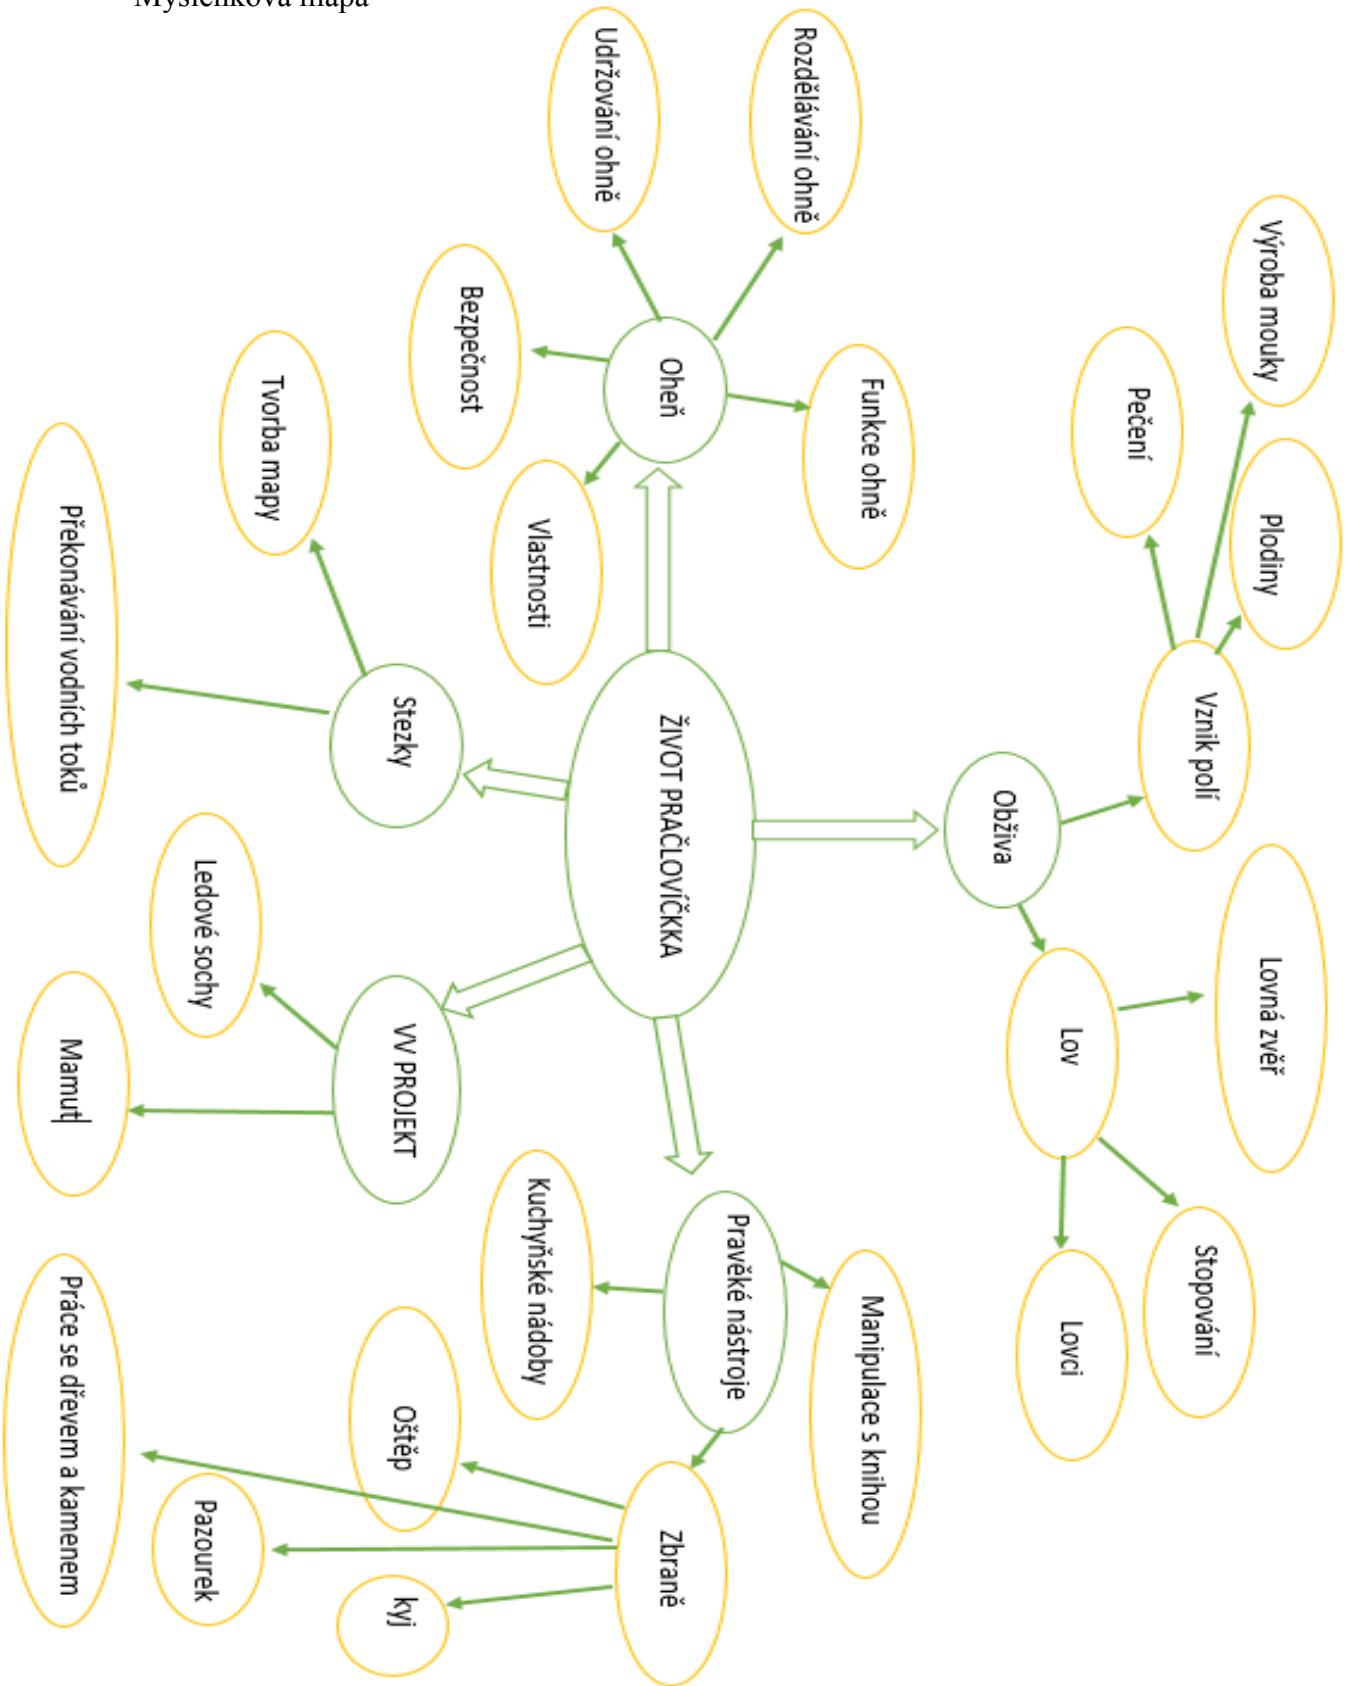 Myšlenková mapa
Výroba mouky
Plodiny
Pečení
Vznik polí
Lovná zvěř
Stopování
Obživa
Lov
Lovci
Rozdělávání ohně
Funkce ohně
Udržování ohně
Oheň
Bezpečnost
Vlastnosti
ŽIVOT PRAČLOVÍČKKA
Manipulace s knihou
Pravěké nástroje
Kuchyňské nádoby
Zbraně
Tvorba mapy
Stezky
Překonávání vodních toků
VV PROJEKT
Ledové sochy
Mamut
Oštěp
kyj
Pazourek
Práce se dřevem a kamenem